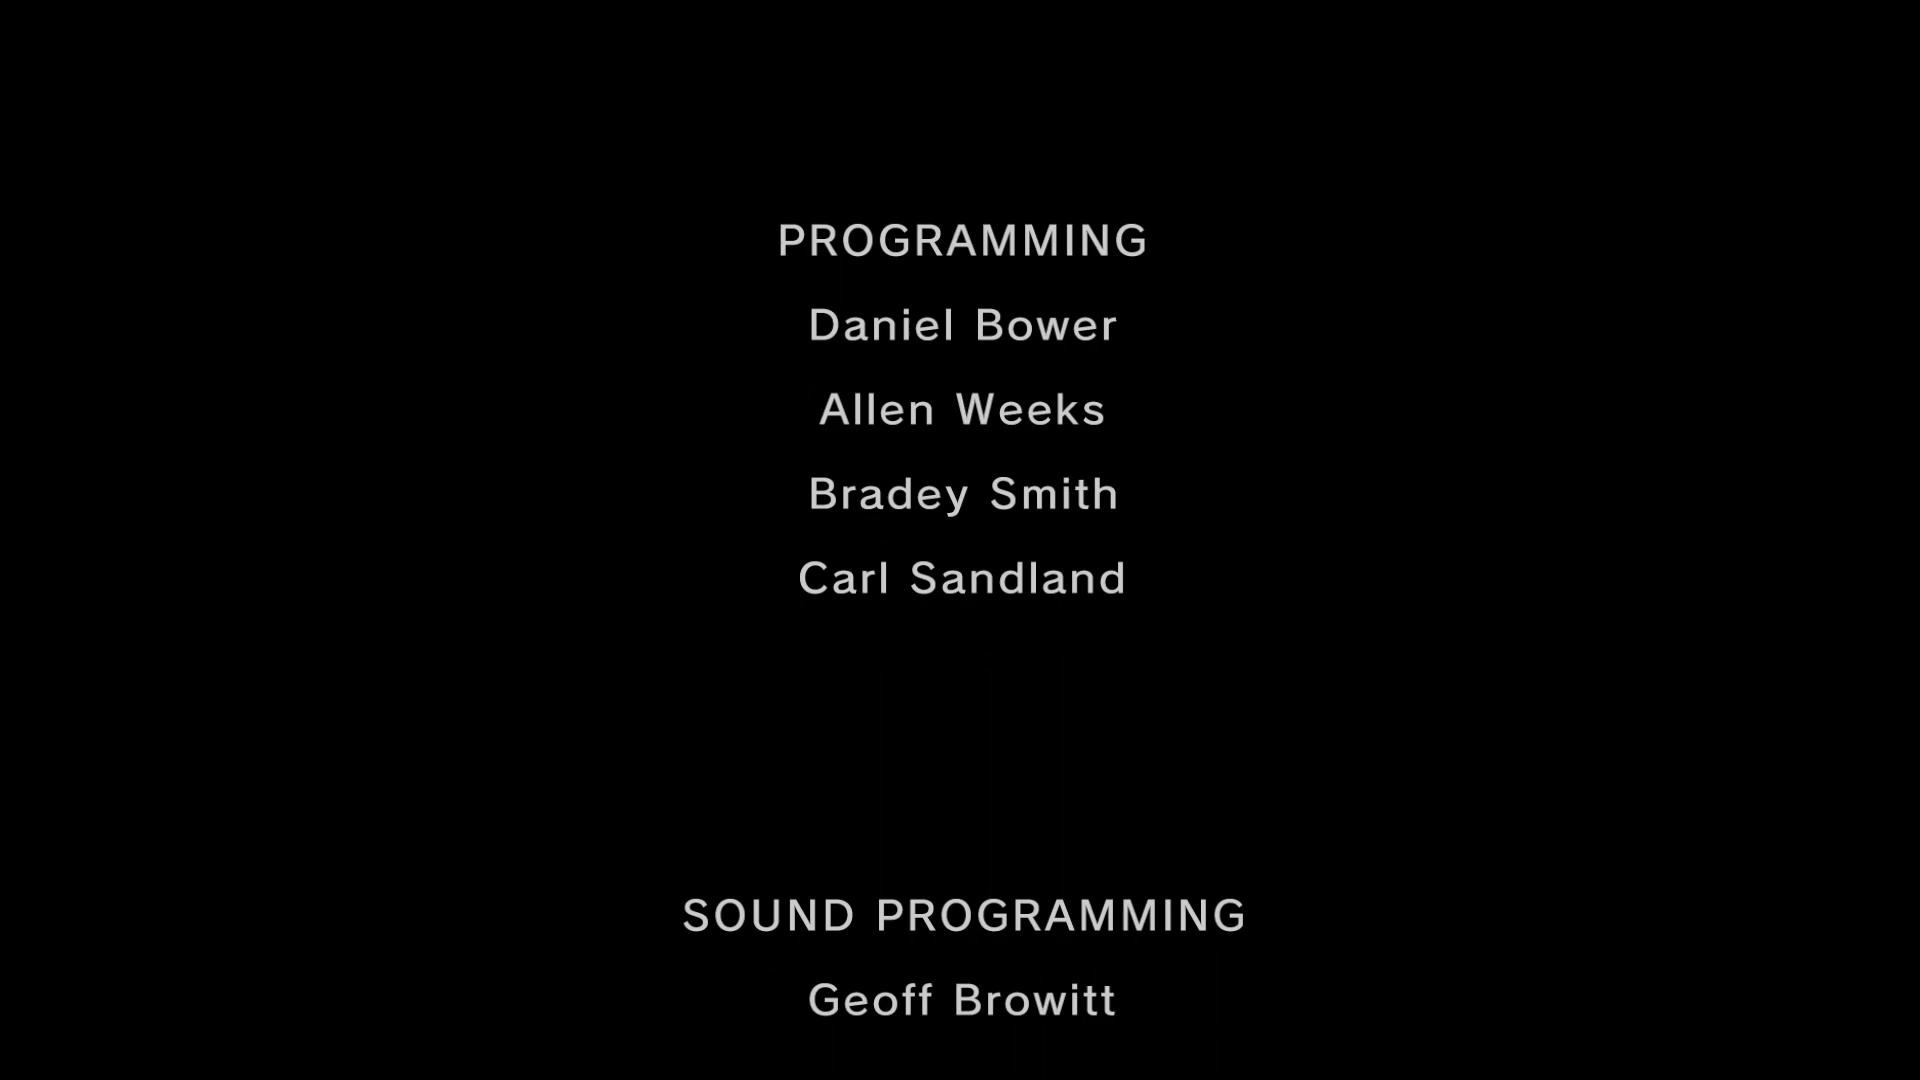 PROGRAMMING
Daniel Bower
Allen Weeks
Bradey Smith
Carl Sandland
SOUND PROGRAMMING
Geoff Browitt